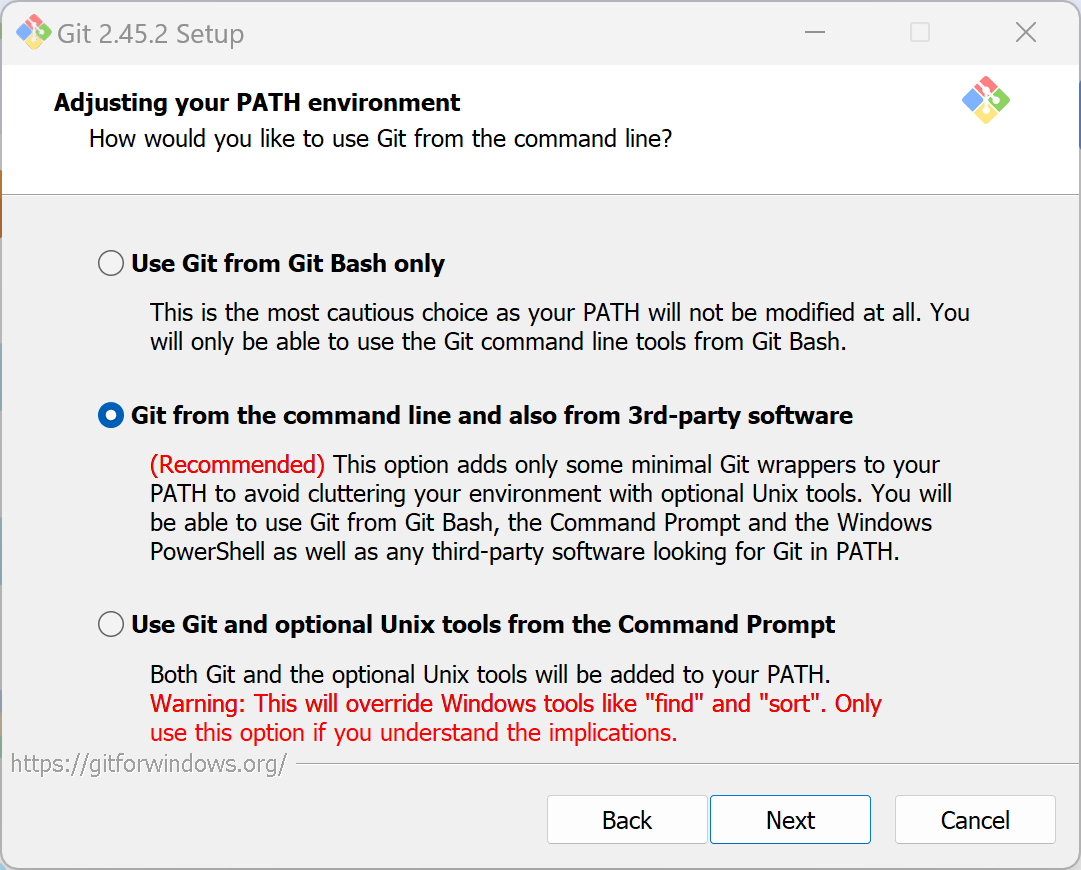 Git 2.45.2 Setup
Adjusting your PATH environment
How would you like to use Git from the command line?
Use Git from Git Bash only
This is the most cautious choice as your PATH will not be modified at all. You
will only be able to use the Git command line tools from Git Bash.
Git from the command line and also from 3rd-party software
(Recommended) This option adds only some minimal Git wrappers to your
PATH to avoid cluttering your environment with optional Unix tools. You will
be able to use Git from Git Bash, the Command Prompt and the Windows
PowerShell as well as any third-party software looking for Git in PATH.
Use Git and optional Unix tools from the Command Prompt
Both Git and the optional Unix tools will be added to your PATH.
Warning: This will override Windows tools like "find" and "sort". Only
use this option if you understand the implications.
https://gitforwindows.org/
Back
Next
Cancel